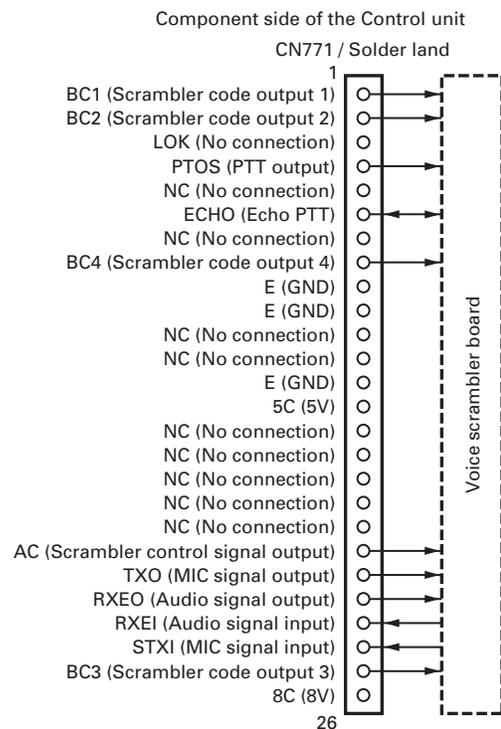 Component side of the Control unit
CN771 / Solder land
1
BC1 (Scrambler code output 1)
BC2 (Scrambler code output 2)
LOK (No connection)
PTOS (PTT output)
NC (No connection)
ECHO (Echo PTT)
NC (No connection)
BC4 (Scrambler code output 4)
E (GND)
E (GND)
NC (No connection)
NC (No connection)
E (GND)
5C (5V)
NC (No connection)
NC (No connection)
NC (No connection)
NC (No connection)
NC (No connection)
AC (Scrambler control signal output)
TXO (MIC signal output)
RXEO (Audio signal output)
RXEI (Audio signal input)
STXI (MIC signal input)
BC3 (Scrambler code output 3)
8C (8V)
26
Voice scrambler board